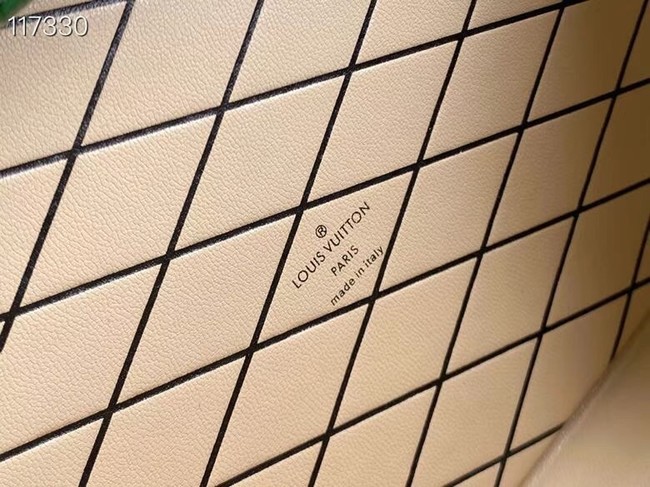 117330
®
LOUIS VUITTON
PARIS
made in italy